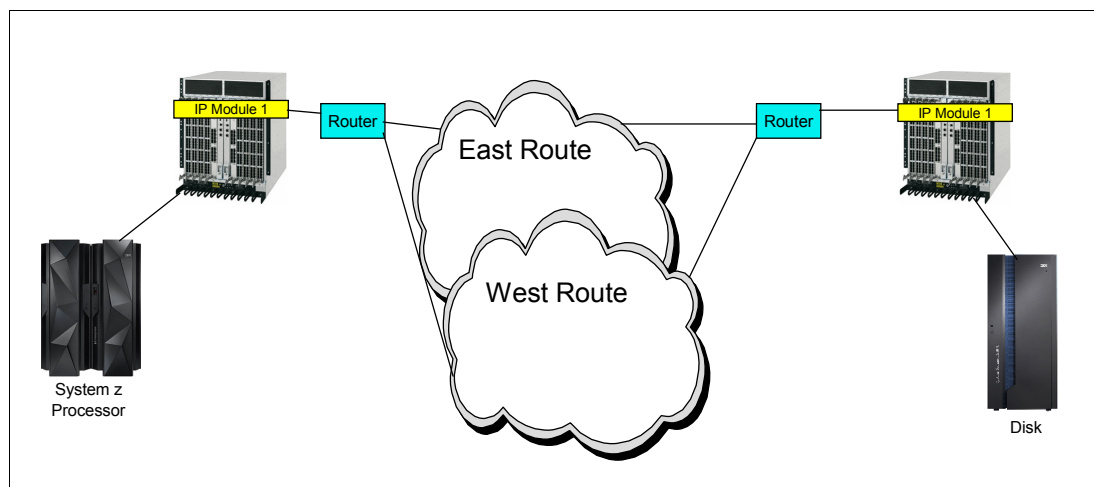 IP Module 1
IP Module 1
Router
Router
East Route
West Route
System z
Processor
Disk